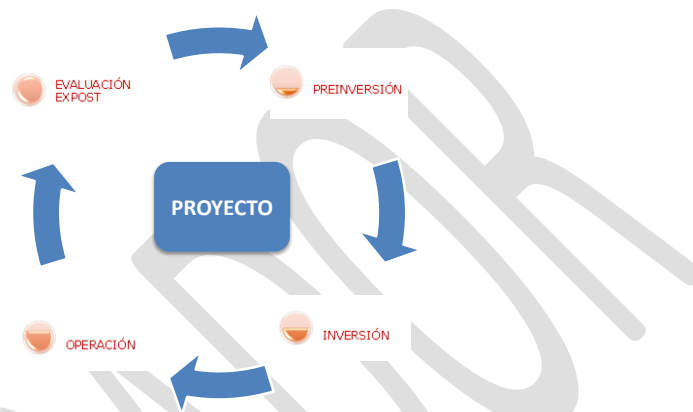 EVALUACIÓN
EXPOST
PREINVERSIÓN
PROYECTO
OPERACIÓN
INVERSIÓN